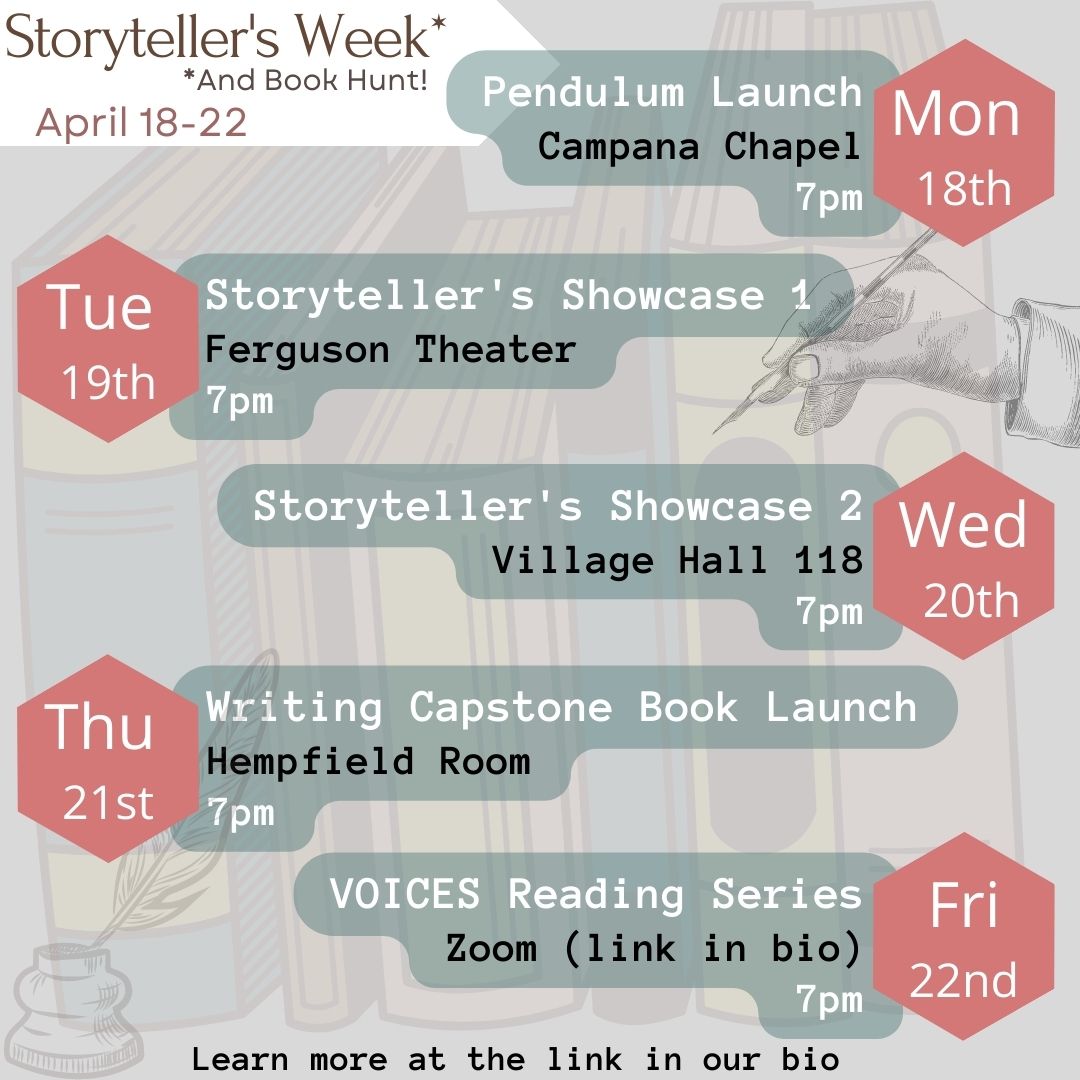 Storyteller's Week*
*And Book Hunt!
April 18-22
Pendulum Launch
Campana Chapel
7pm
Mon
18th
Tue
19th
Storyteller's Showcase 1
Ferguson Theater
7pm
Storyteller's Showcase 2
Village Hall 118
7pm
Wed
20th
Thu
21st
Writing Capstone Book Launch
Hempfield Room
7pm
VOICES Reading Series
Zoom (link in bio)
7pm
Fri
22nd
Learn more at the link in our bio